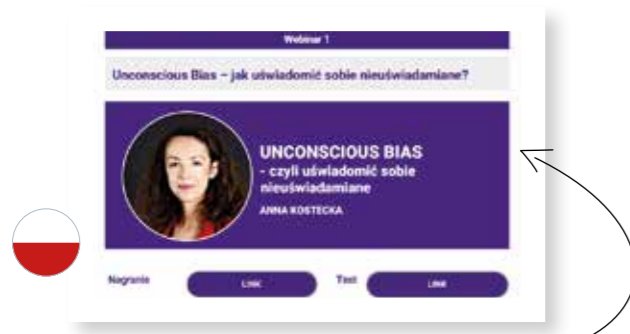 Webinar 1
Unconscious Bias – jak uświadomić sobie nieuświadamiane?
UNCONSCIOUS BIAS
- czyli uświadomić sobie
nieuświadamiane
ANNA KOSTECKA
Nagranie LINK Test LINK